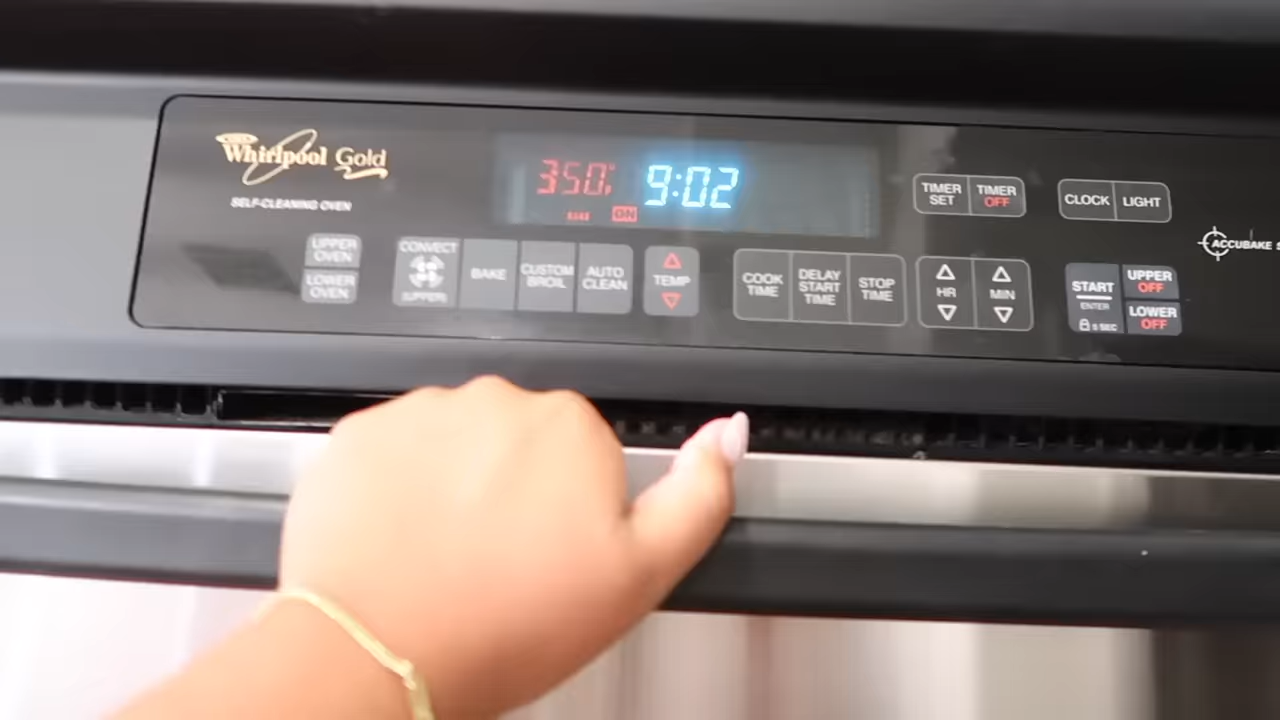 Whirlpool Gold
SELF-CLEANING OVEN
350°F 9:02
BAKE ON
TIMER SET
TIMER OFF
CLOCK
LIGHT
ACCUBAKE
UPPER OVEN
LOWER OVEN
CONVECT
(UPPER)
BAKE
CUSTOM BROIL
AUTO CLEAN
TEMP
COOK TIME
DELAY START TIME
STOP TIME
HR
MIN
START
ENTER
UPPER OFF
LOWER OFF